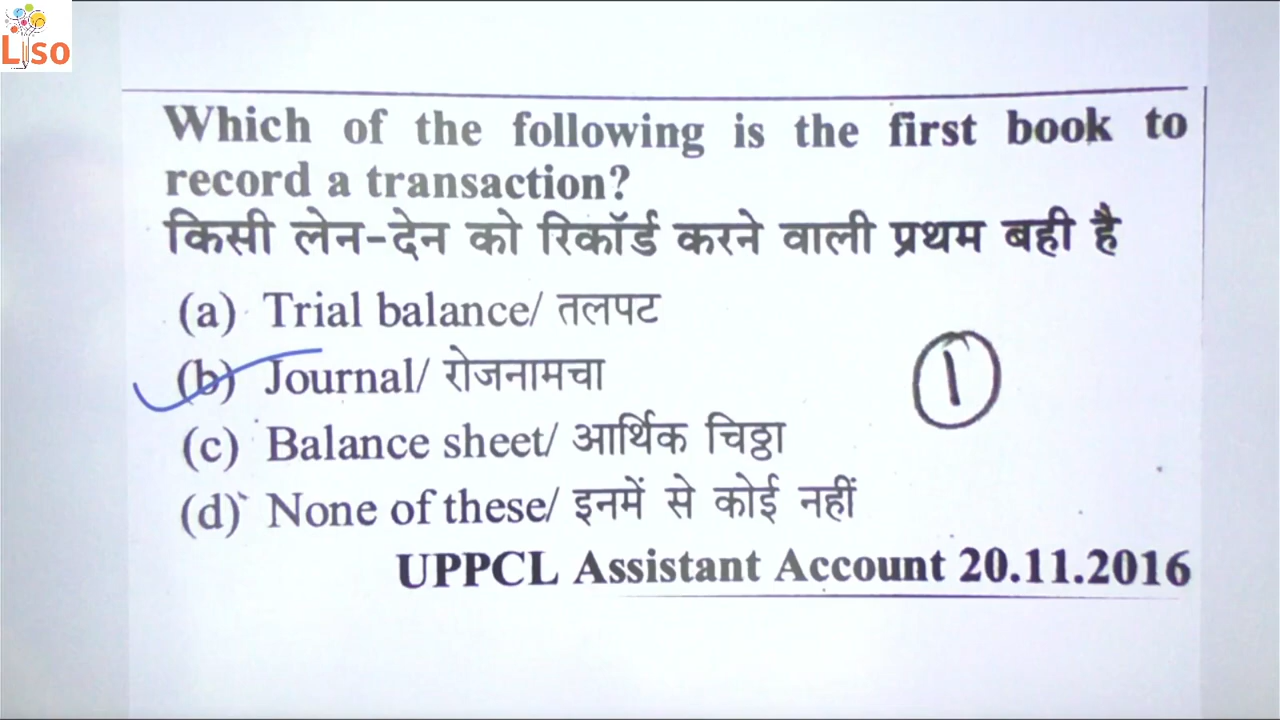 Liso
Which of the following is the first book to
record a transaction?
किसी लेन-देन को रिकॉर्ड करने वाली प्रथम बही है
(a) Trial balance/ तलपट
(b) Journal/ रोजनामचा
1
(c) Balance sheet/ आर्थिक चिठ्ठा
(d) None of these/ इनमें से कोई नहीं
UPPCL Assistant Account 20.11.2016